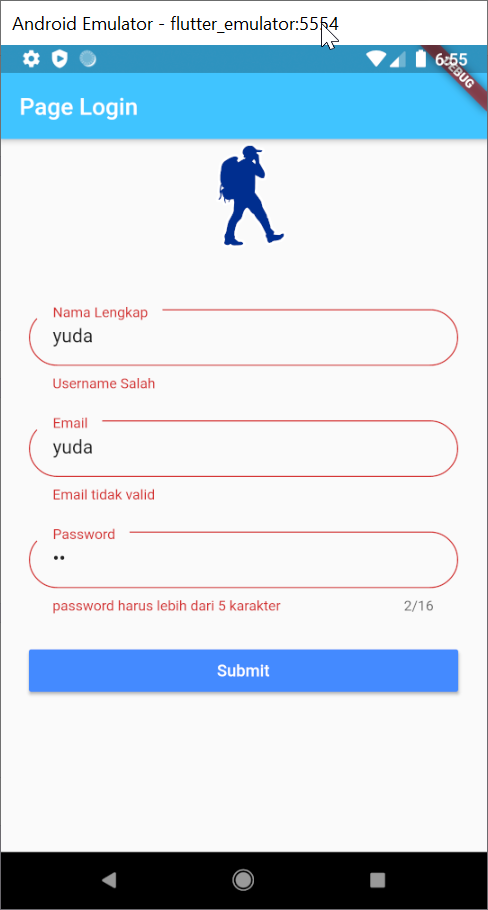 Android Emulator - flutter_emulator:5554
6:55
DEBUG
Page Login
Nama Lengkap
yuda
Username Salah
Email
yuda
Email tidak valid
Password
••
password harus lebih dari 5 karakter 2/16
Submit